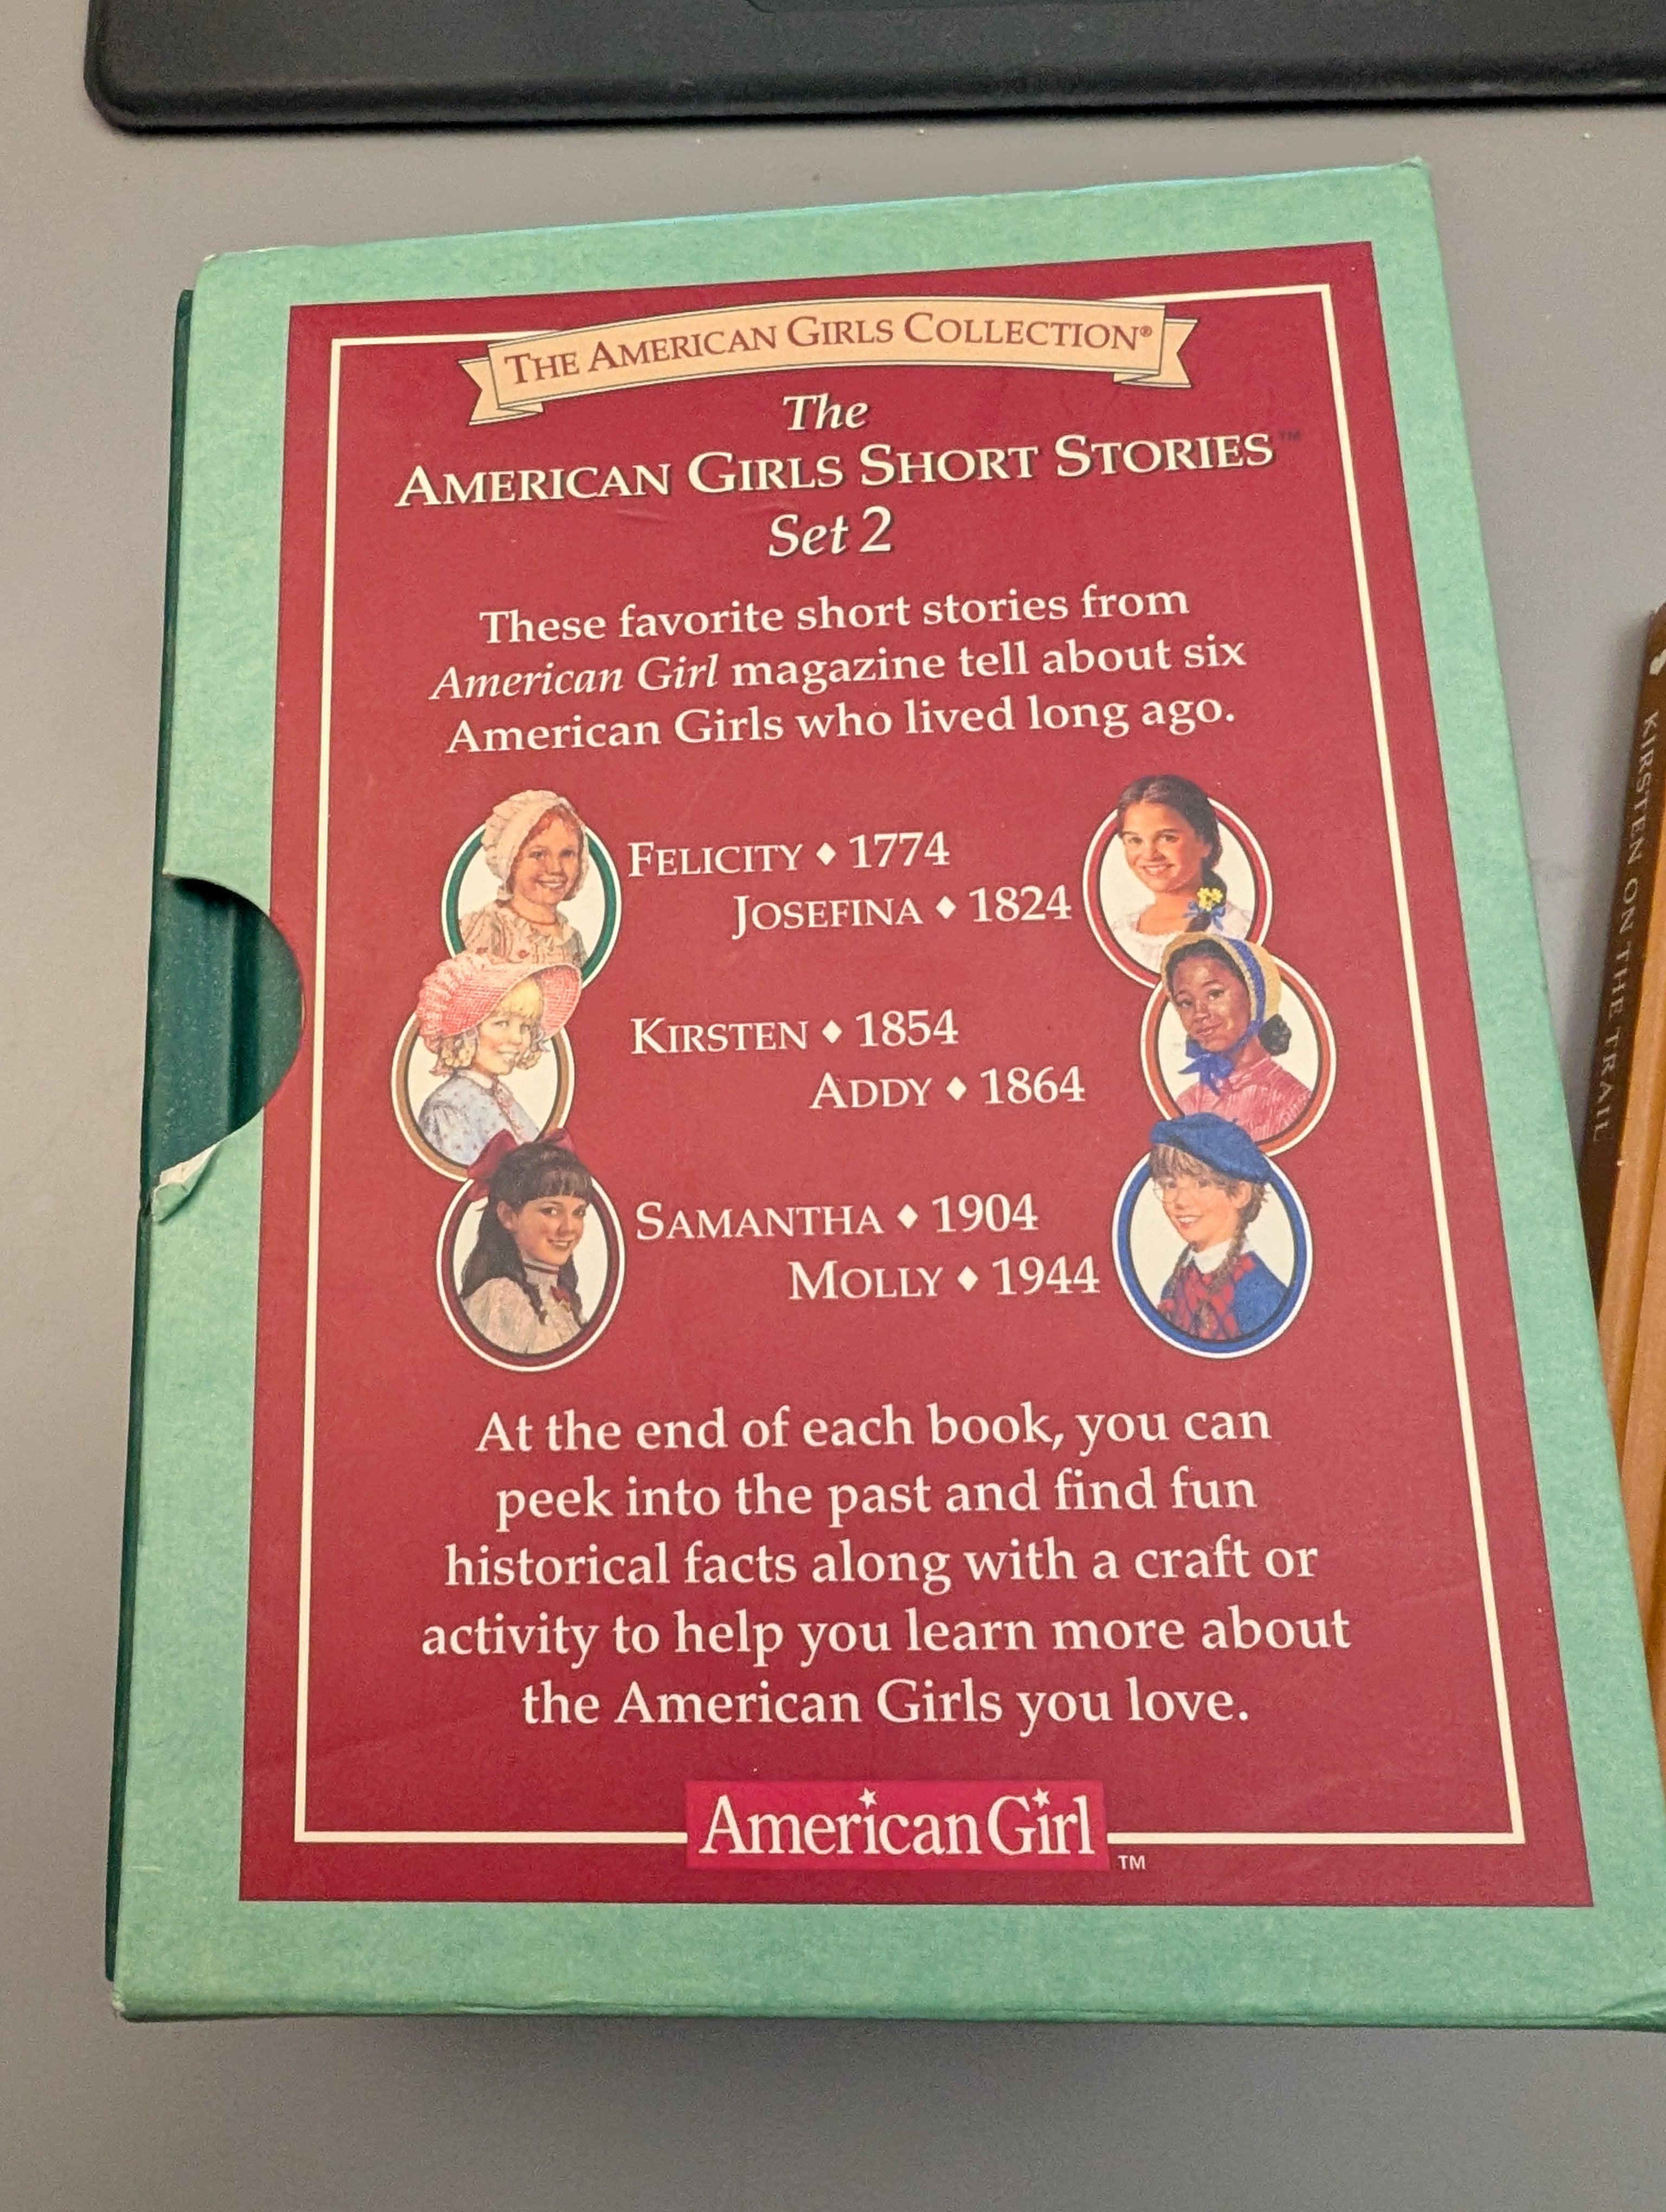 THE AMERICAN GIRLS COLLECTION®
The
AMERICAN GIRLS SHORT STORIES™
Set 2
These favorite short stories from
American Girl magazine tell about six
American Girls who lived long ago.
FELICITY ♦ 1774
JOSEFINA ♦ 1824
KIRSTEN ♦ 1854
ADDY ♦ 1864
SAMANTHA ♦ 1904
MOLLY ♦ 1944
At the end of each book, you can
peek into the past and find fun
historical facts along with a craft or
activity to help you learn more about
the American Girls you love.
American Girl™
KIRSTEN ON THE TRAIL